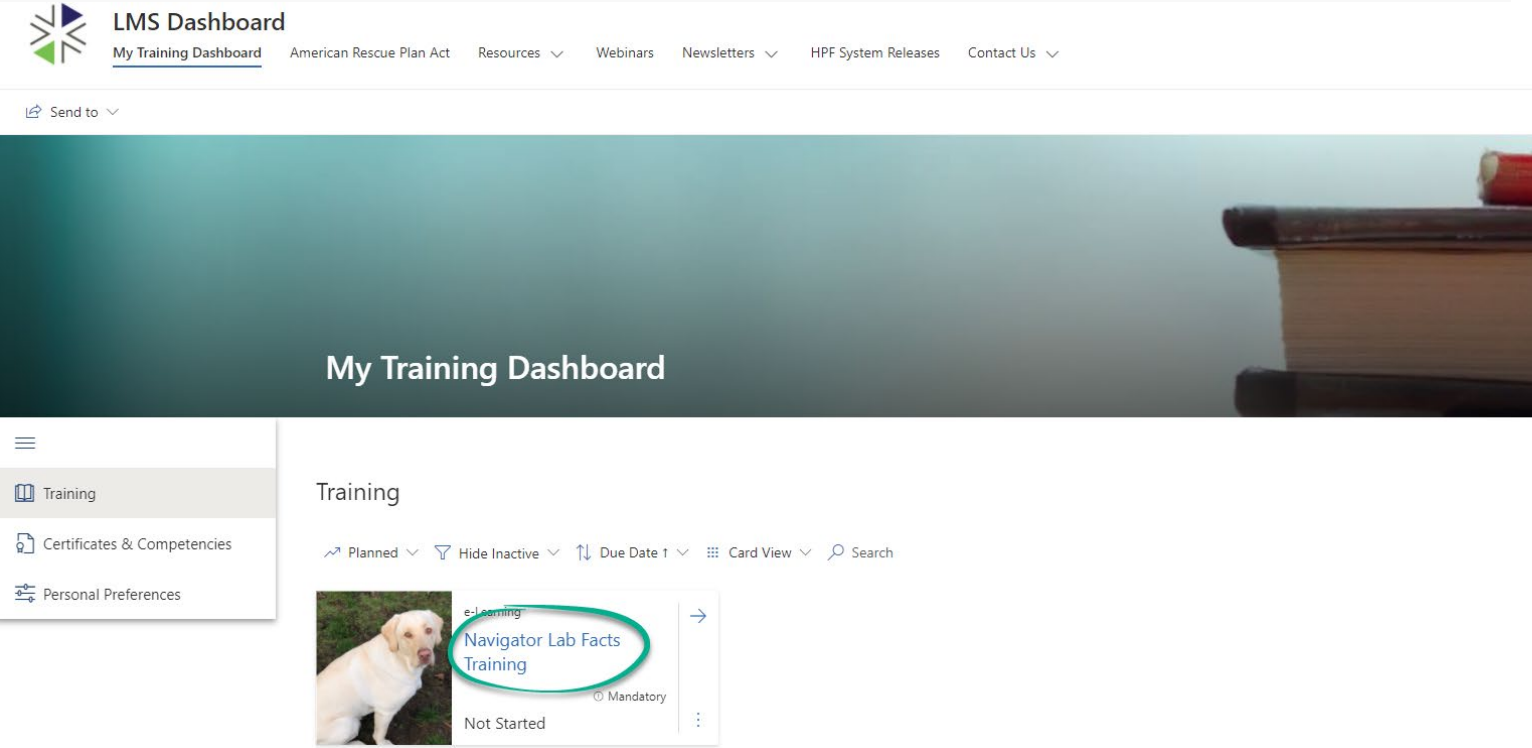 LMS Dashboard
My Training Dashboard American Rescue Plan Act Resources Webinars Newsletters HPF System Releases Contact Us
Send to
My Training Dashboard
Training
Certificates & Competencies
Personal Preferences
Training
Planned Hide Inactive Due Date ↑ Card View Search
e-Learning
Navigator Lab Facts
Training
Mandatory
Not Started